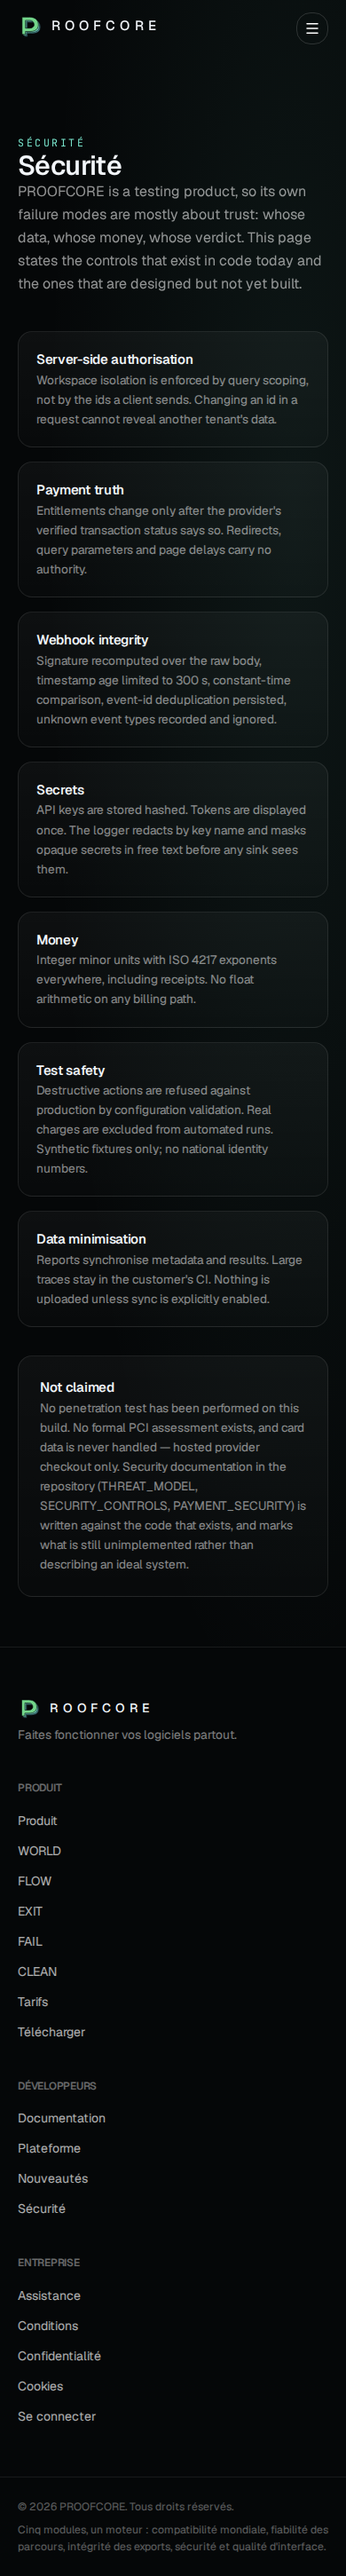 ROOFCORE
SÉCURITÉ
Sécurité
PROOFCORE is a testing product, so its own
failure modes are mostly about trust: whose
data, whose money, whose verdict. This page
states the controls that exist in code today and
the ones that are designed but not yet built.
Server-side authorisation
Workspace isolation is enforced by query scoping,
not by the ids a client sends. Changing an id in a
request cannot reveal another tenant's data.
Payment truth
Entitlements change only after the provider's
verified transaction status says so. Redirects,
query parameters and page delays carry no
authority.
Webhook integrity
Signature recomputed over the raw body,
timestamp age limited to 300 s, constant-time
comparison, event-id deduplication persisted,
unknown event types recorded and ignored.
Secrets
API keys are stored hashed. Tokens are displayed
once. The logger redacts by key name and masks
opaque secrets in free text before any sink sees
them.
Money
Integer minor units with ISO 4217 exponents
everywhere, including receipts. No float
arithmetic on any billing path.
Test safety
Destructive actions are refused against
production by configuration validation. Real
charges are excluded from automated runs.
Synthetic fixtures only; no national identity
numbers.
Data minimisation
Reports synchronise metadata and results. Large
traces stay in the customer's CI. Nothing is
uploaded unless sync is explicitly enabled.
Not claimed
No penetration test has been performed on this
build. No formal PCI assessment exists, and card
data is never handled — hosted provider
checkout only. Security documentation in the
repository (THREAT_MODEL,
SECURITY_CONTROLS, PAYMENT_SECURITY) is
written against the code that exists, and marks
what is still unimplemented rather than
describing an ideal system.
ROOFCORE
Faites fonctionner vos logiciels partout.
PRODUIT
Produit
WORLD
FLOW
EXIT
FAIL
CLEAN
Tarifs
Télécharger
DÉVELOPPEURS
Documentation
Plateforme
Nouveautés
Sécurité
ENTREPRISE
Assistance
Conditions
Confidentialité
Cookies
Se connecter
© 2026 PROOFCORE. Tous droits réservés.
Cinq modules, un moteur : compatibilité mondiale, fiabilité des
parcours, intégrité des exports, sécurité et qualité d'interface.